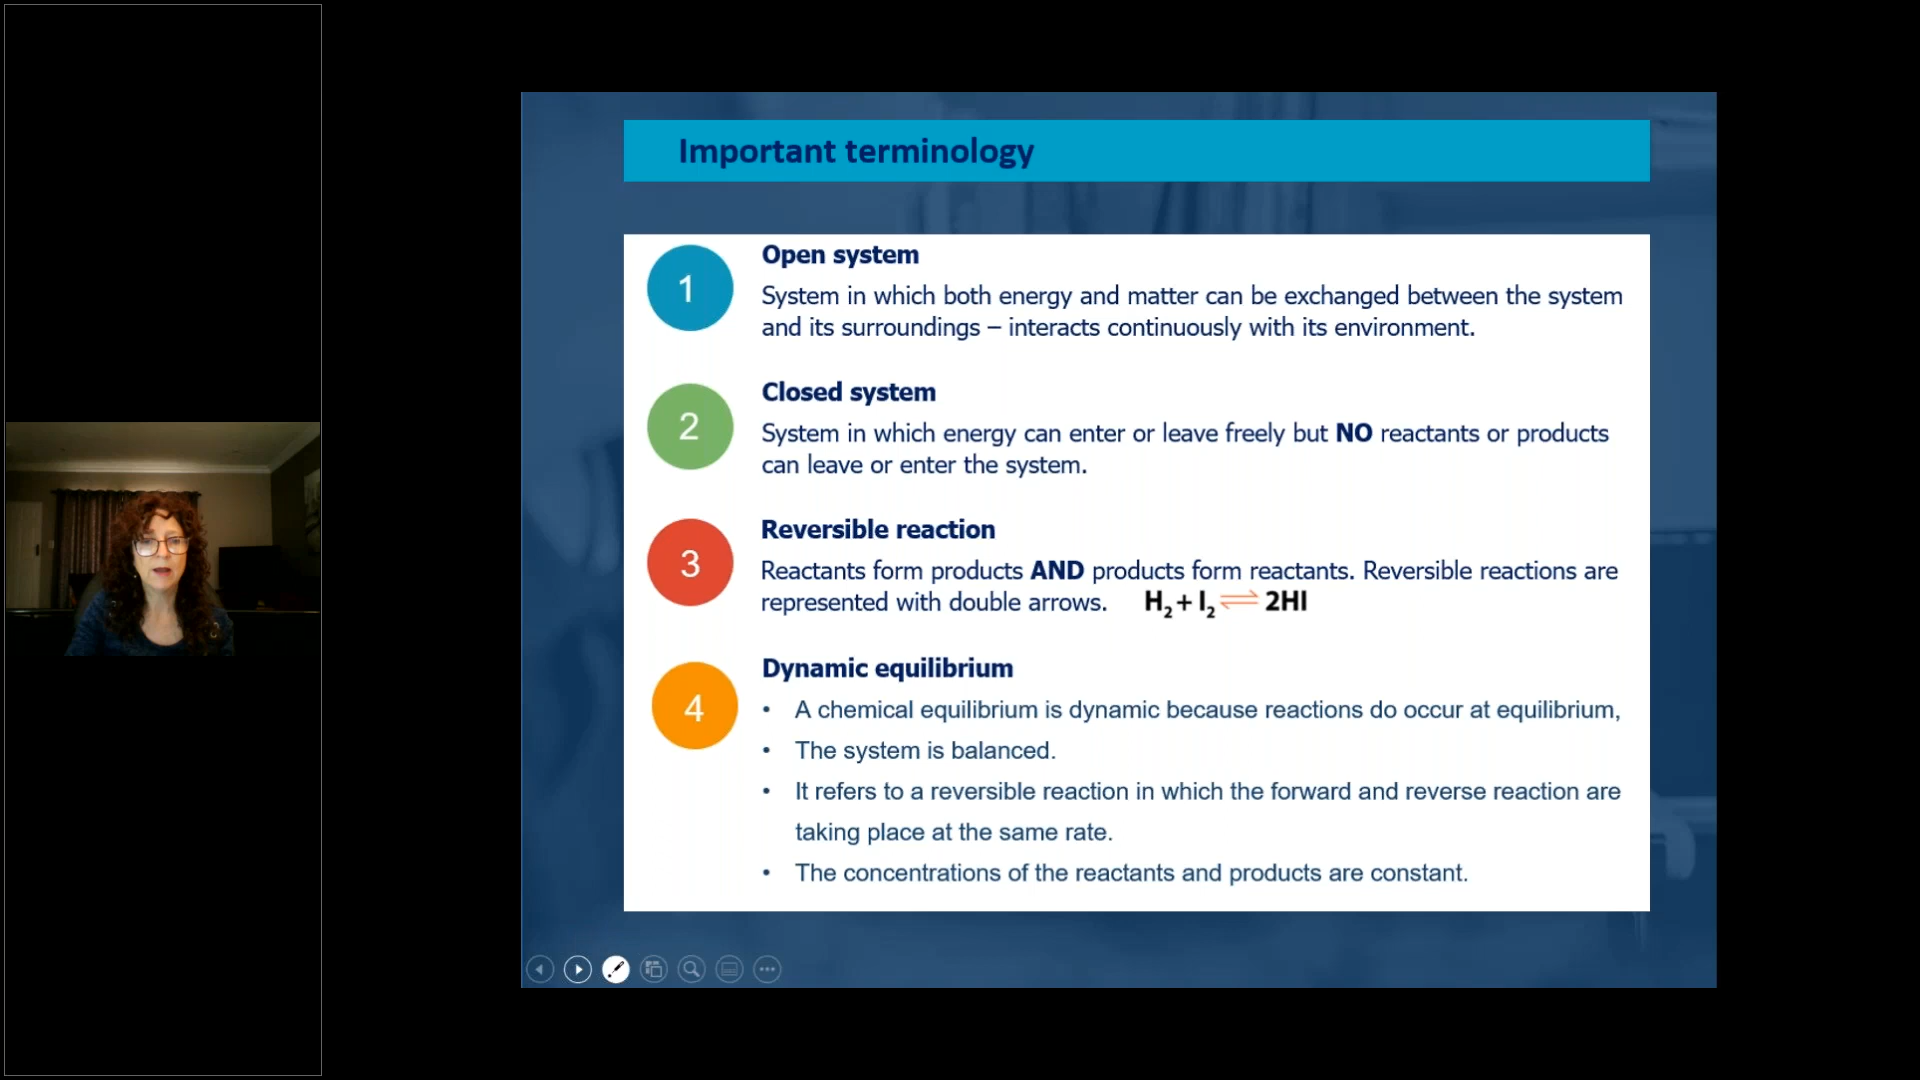 Important terminology
1
Open system
System in which both energy and matter can be exchanged between the system
and its surroundings – interacts continuously with its environment.
2
Closed system
System in which energy can enter or leave freely but NO reactants or products
can leave or enter the system.
3
Reversible reaction
Reactants form products AND products form reactants. Reversible reactions are
represented with double arrows. H₂ + I₂ ⇌ 2HI
4
Dynamic equilibrium
• A chemical equilibrium is dynamic because reactions do occur at equilibrium,
• The system is balanced.
• It refers to a reversible reaction in which the forward and reverse reaction are
taking place at the same rate.
• The concentrations of the reactants and products are constant.